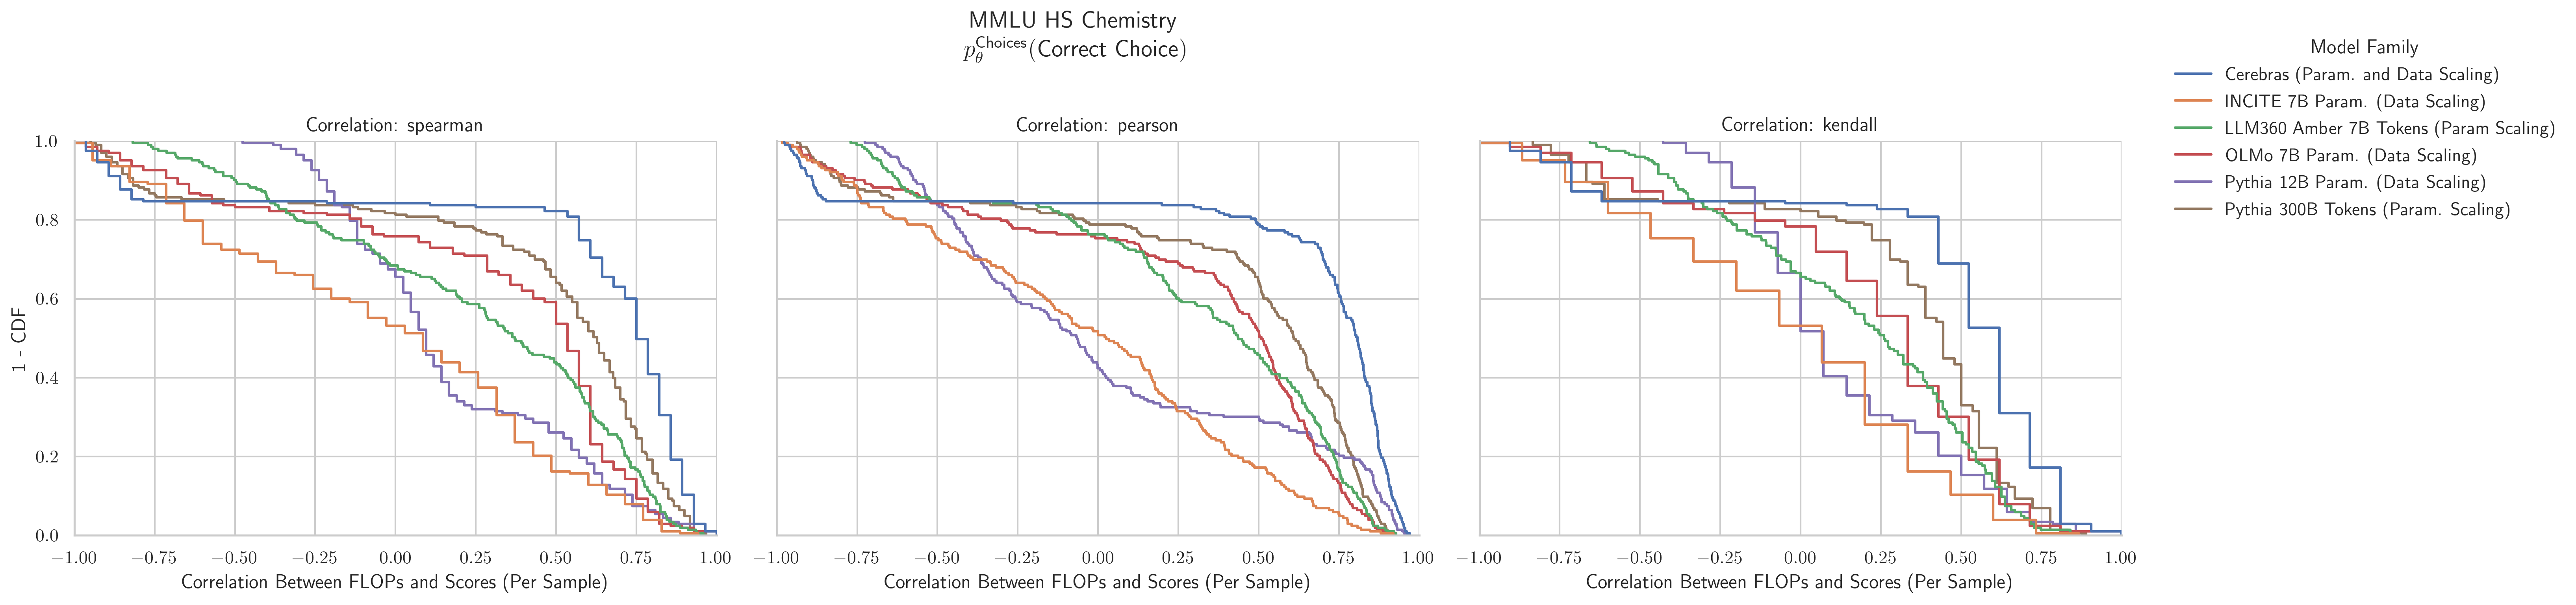 MMLU HS Chemistry
p_θ^Choices(Correct Choice)
Model Family
Cerebras (Param. and Data Scaling)
INCITE 7B Param. (Data Scaling)
LLM360 Amber 7B Tokens (Param Scaling)
OLMo 7B Param. (Data Scaling)
Pythia 12B Param. (Data Scaling)
Pythia 300B Tokens (Param. Scaling)
Correlation: spearman
1 - CDF
1.0
0.8
0.6
0.4
0.2
0.0
−1.00 −0.75 −0.50 −0.25 0.00 0.25 0.50 0.75 1.00
Correlation Between FLOPs and Scores (Per Sample)
Correlation: pearson
−1.00 −0.75 −0.50 −0.25 0.00 0.25 0.50 0.75 1.00
Correlation Between FLOPs and Scores (Per Sample)
Correlation: kendall
−1.00 −0.75 −0.50 −0.25 0.00 0.25 0.50 0.75 1.00
Correlation Between FLOPs and Scores (Per Sample)